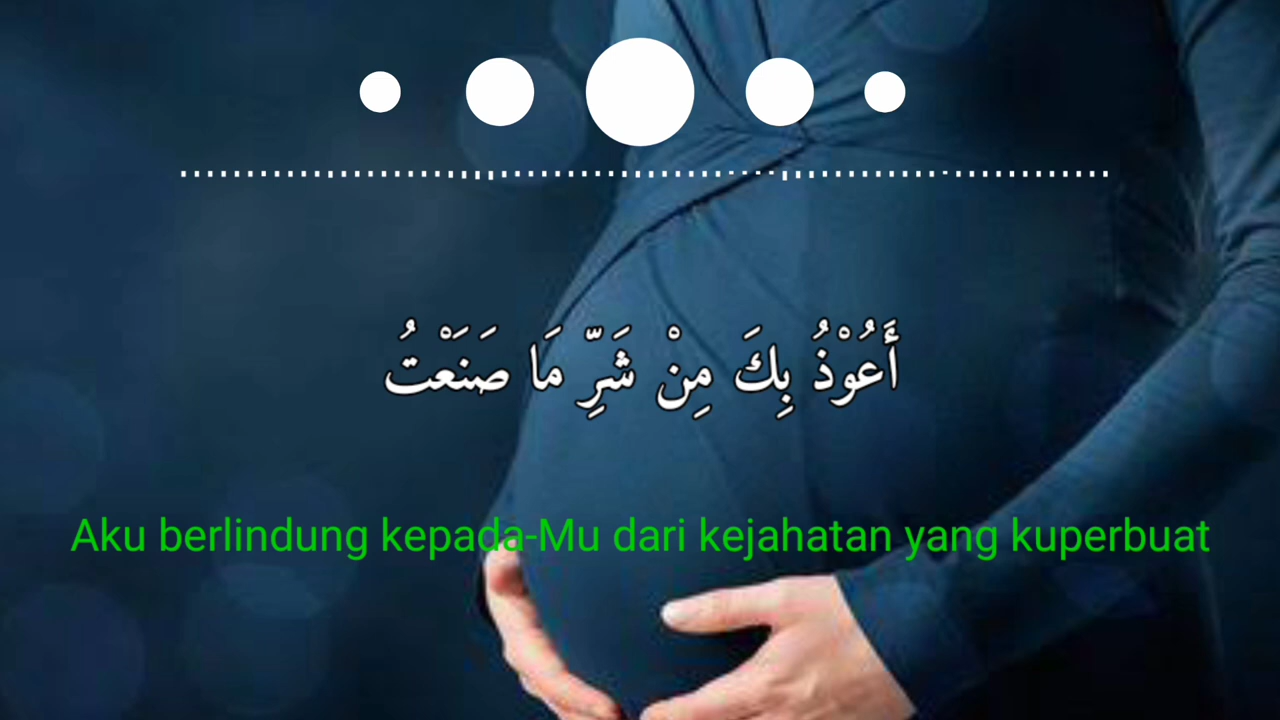 أَعُوْذُ بِكَ مِنْ شَرِّ مَا صَنَعْتُ
Aku berlindung kepada-Mu dari kejahatan yang kuperbuat